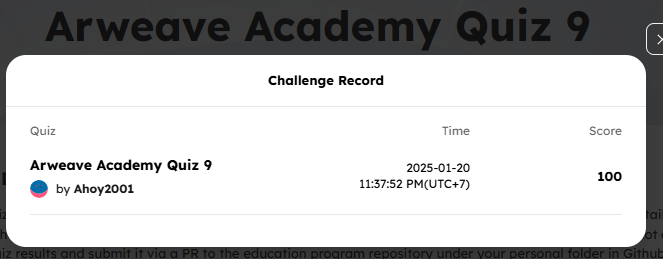 Arweave Academy Quiz 9
Challenge Record
Quiz Time Score
Arweave Academy Quiz 9
by Ahoy2001
2025-01-20
11:37:52 PM(UTC+7)
100
quiz results and submit it via a PR to the education program repository under your personal folder in Github